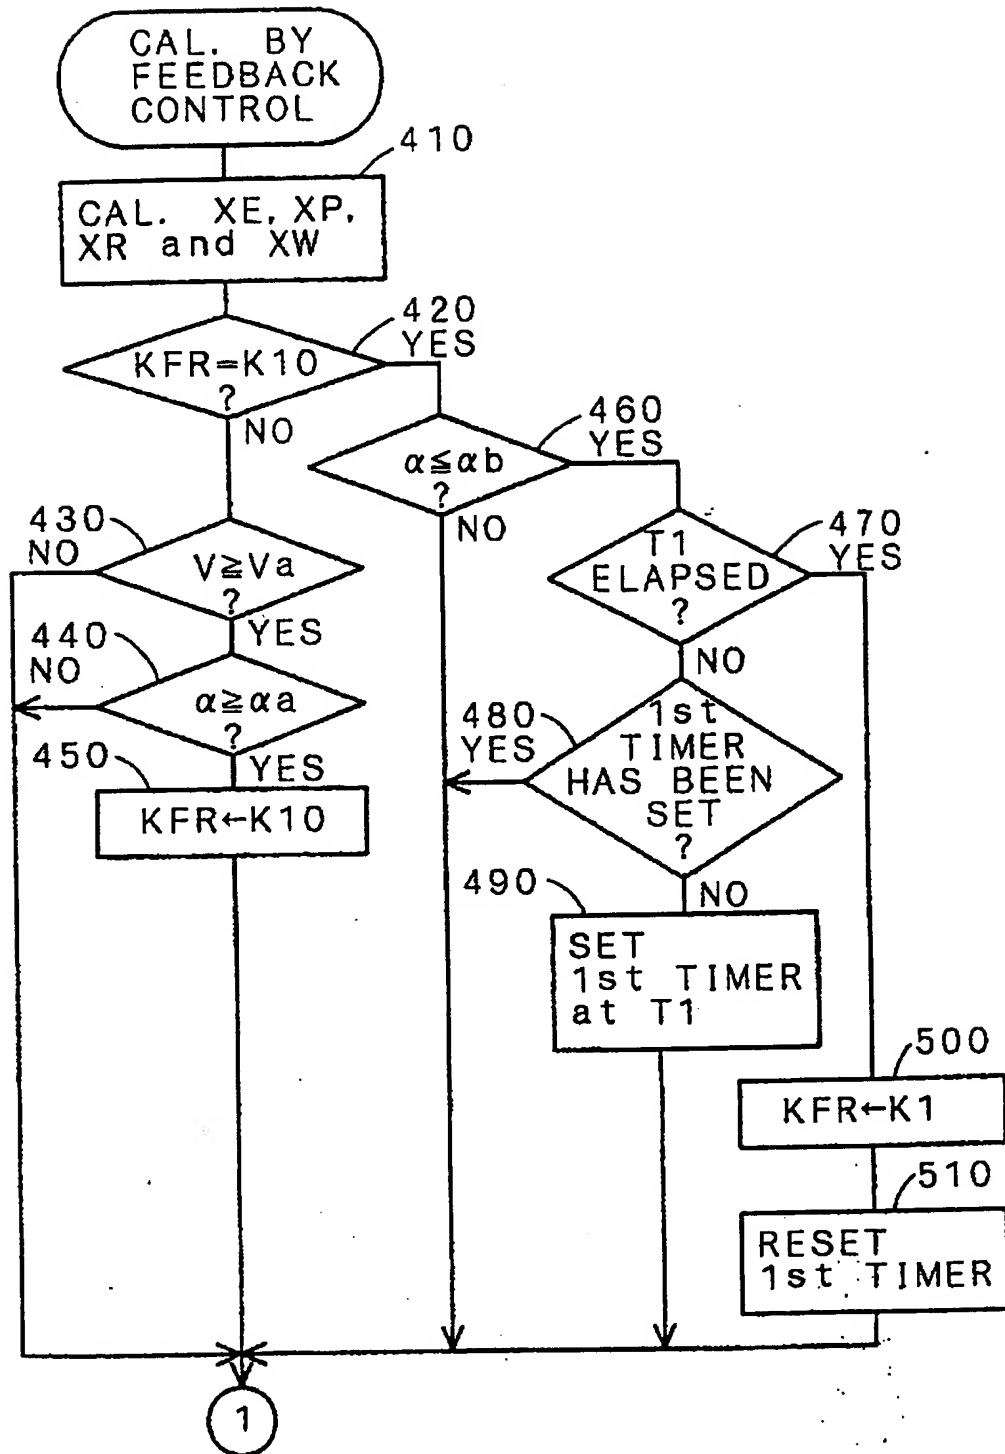 CAL. BY
FEEDBACK
CONTROL
410
CAL. XE, XP,
XR and XW
420
YES
KFR=K10
?
NO
460
YES
α≦αb
?
NO
430
NO
V≧Va
?
YES
470
YES
T1
ELAPSED
?
NO
440
NO
α≧αa
?
YES
480
YES
1st
TIMER
HAS BEEN
SET
?
NO
450
KFR←K10
490
SET
1st TIMER
at T1
500
KFR←K1
510
RESET
1st TIMER
1